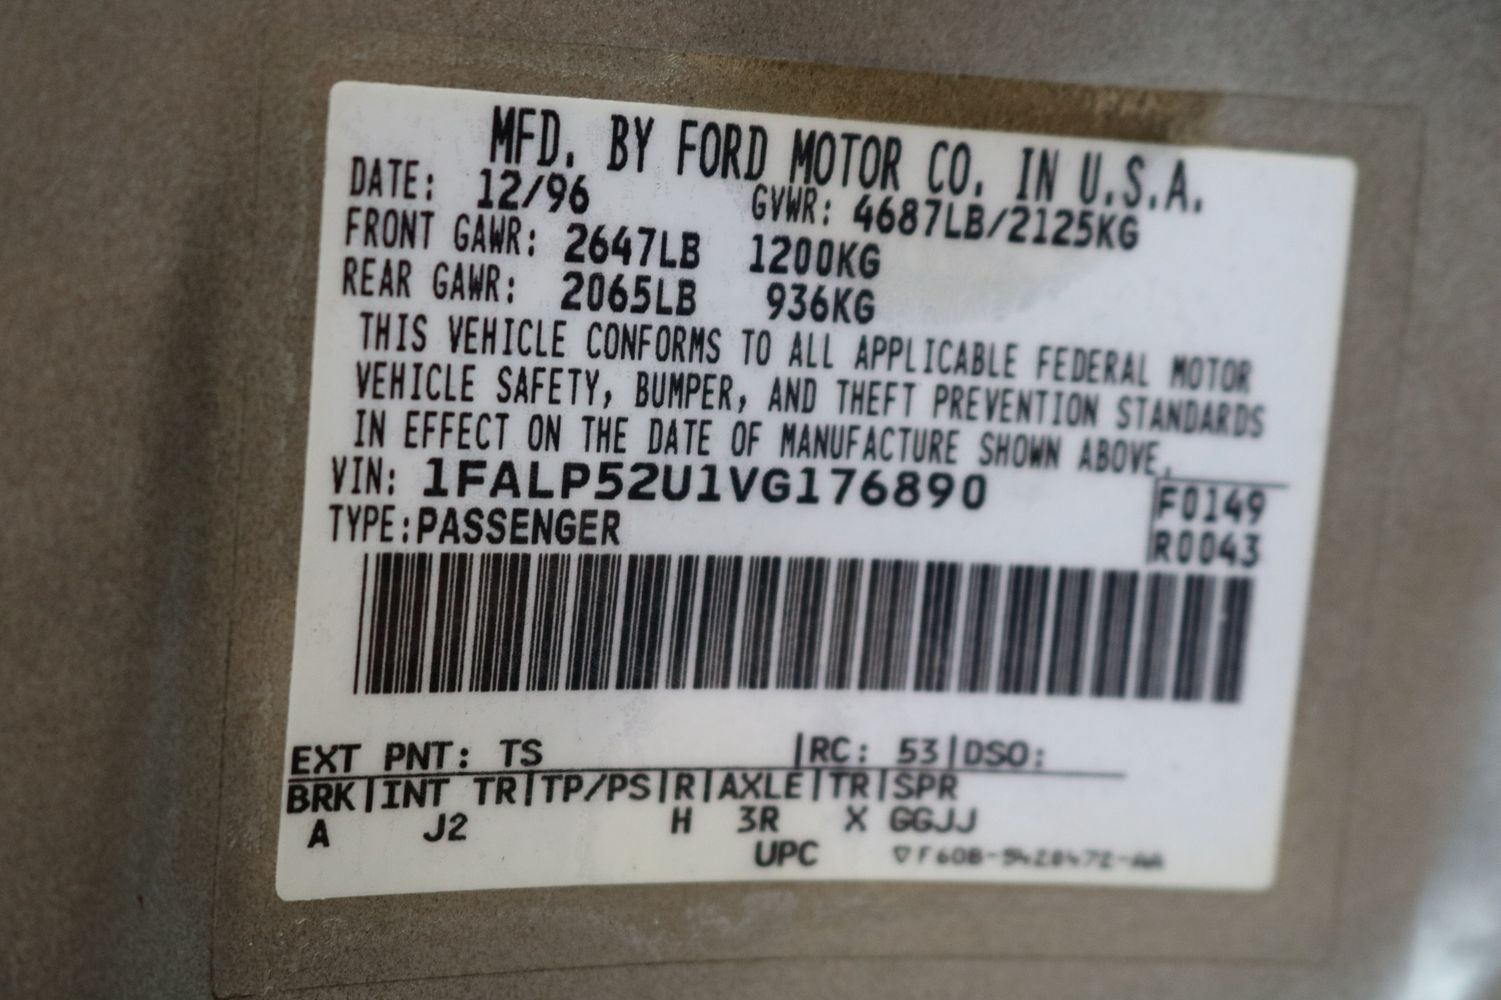 MFD. BY FORD MOTOR CO. IN U.S.A.
DATE: 12/96 GVWR: 4687LB/2125KG
FRONT GAWR: 2647LB 1200KG
REAR GAWR: 2065LB 936KG
THIS VEHICLE CONFORMS TO ALL APPLICABLE FEDERAL MOTOR
VEHICLE SAFETY, BUMPER, AND THEFT PREVENTION STANDARDS
IN EFFECT ON THE DATE OF MANUFACTURE SHOWN ABOVE.
VIN: 1FALP52U1VG176890
F0149
TYPE:PASSENGER
R0043
EXT PNT: TS |RC: 53|DSO:
BRK|INT TR|TP/PS|R|AXLE|TR|SPR
A J2 H 3R X GGJJ
UPC